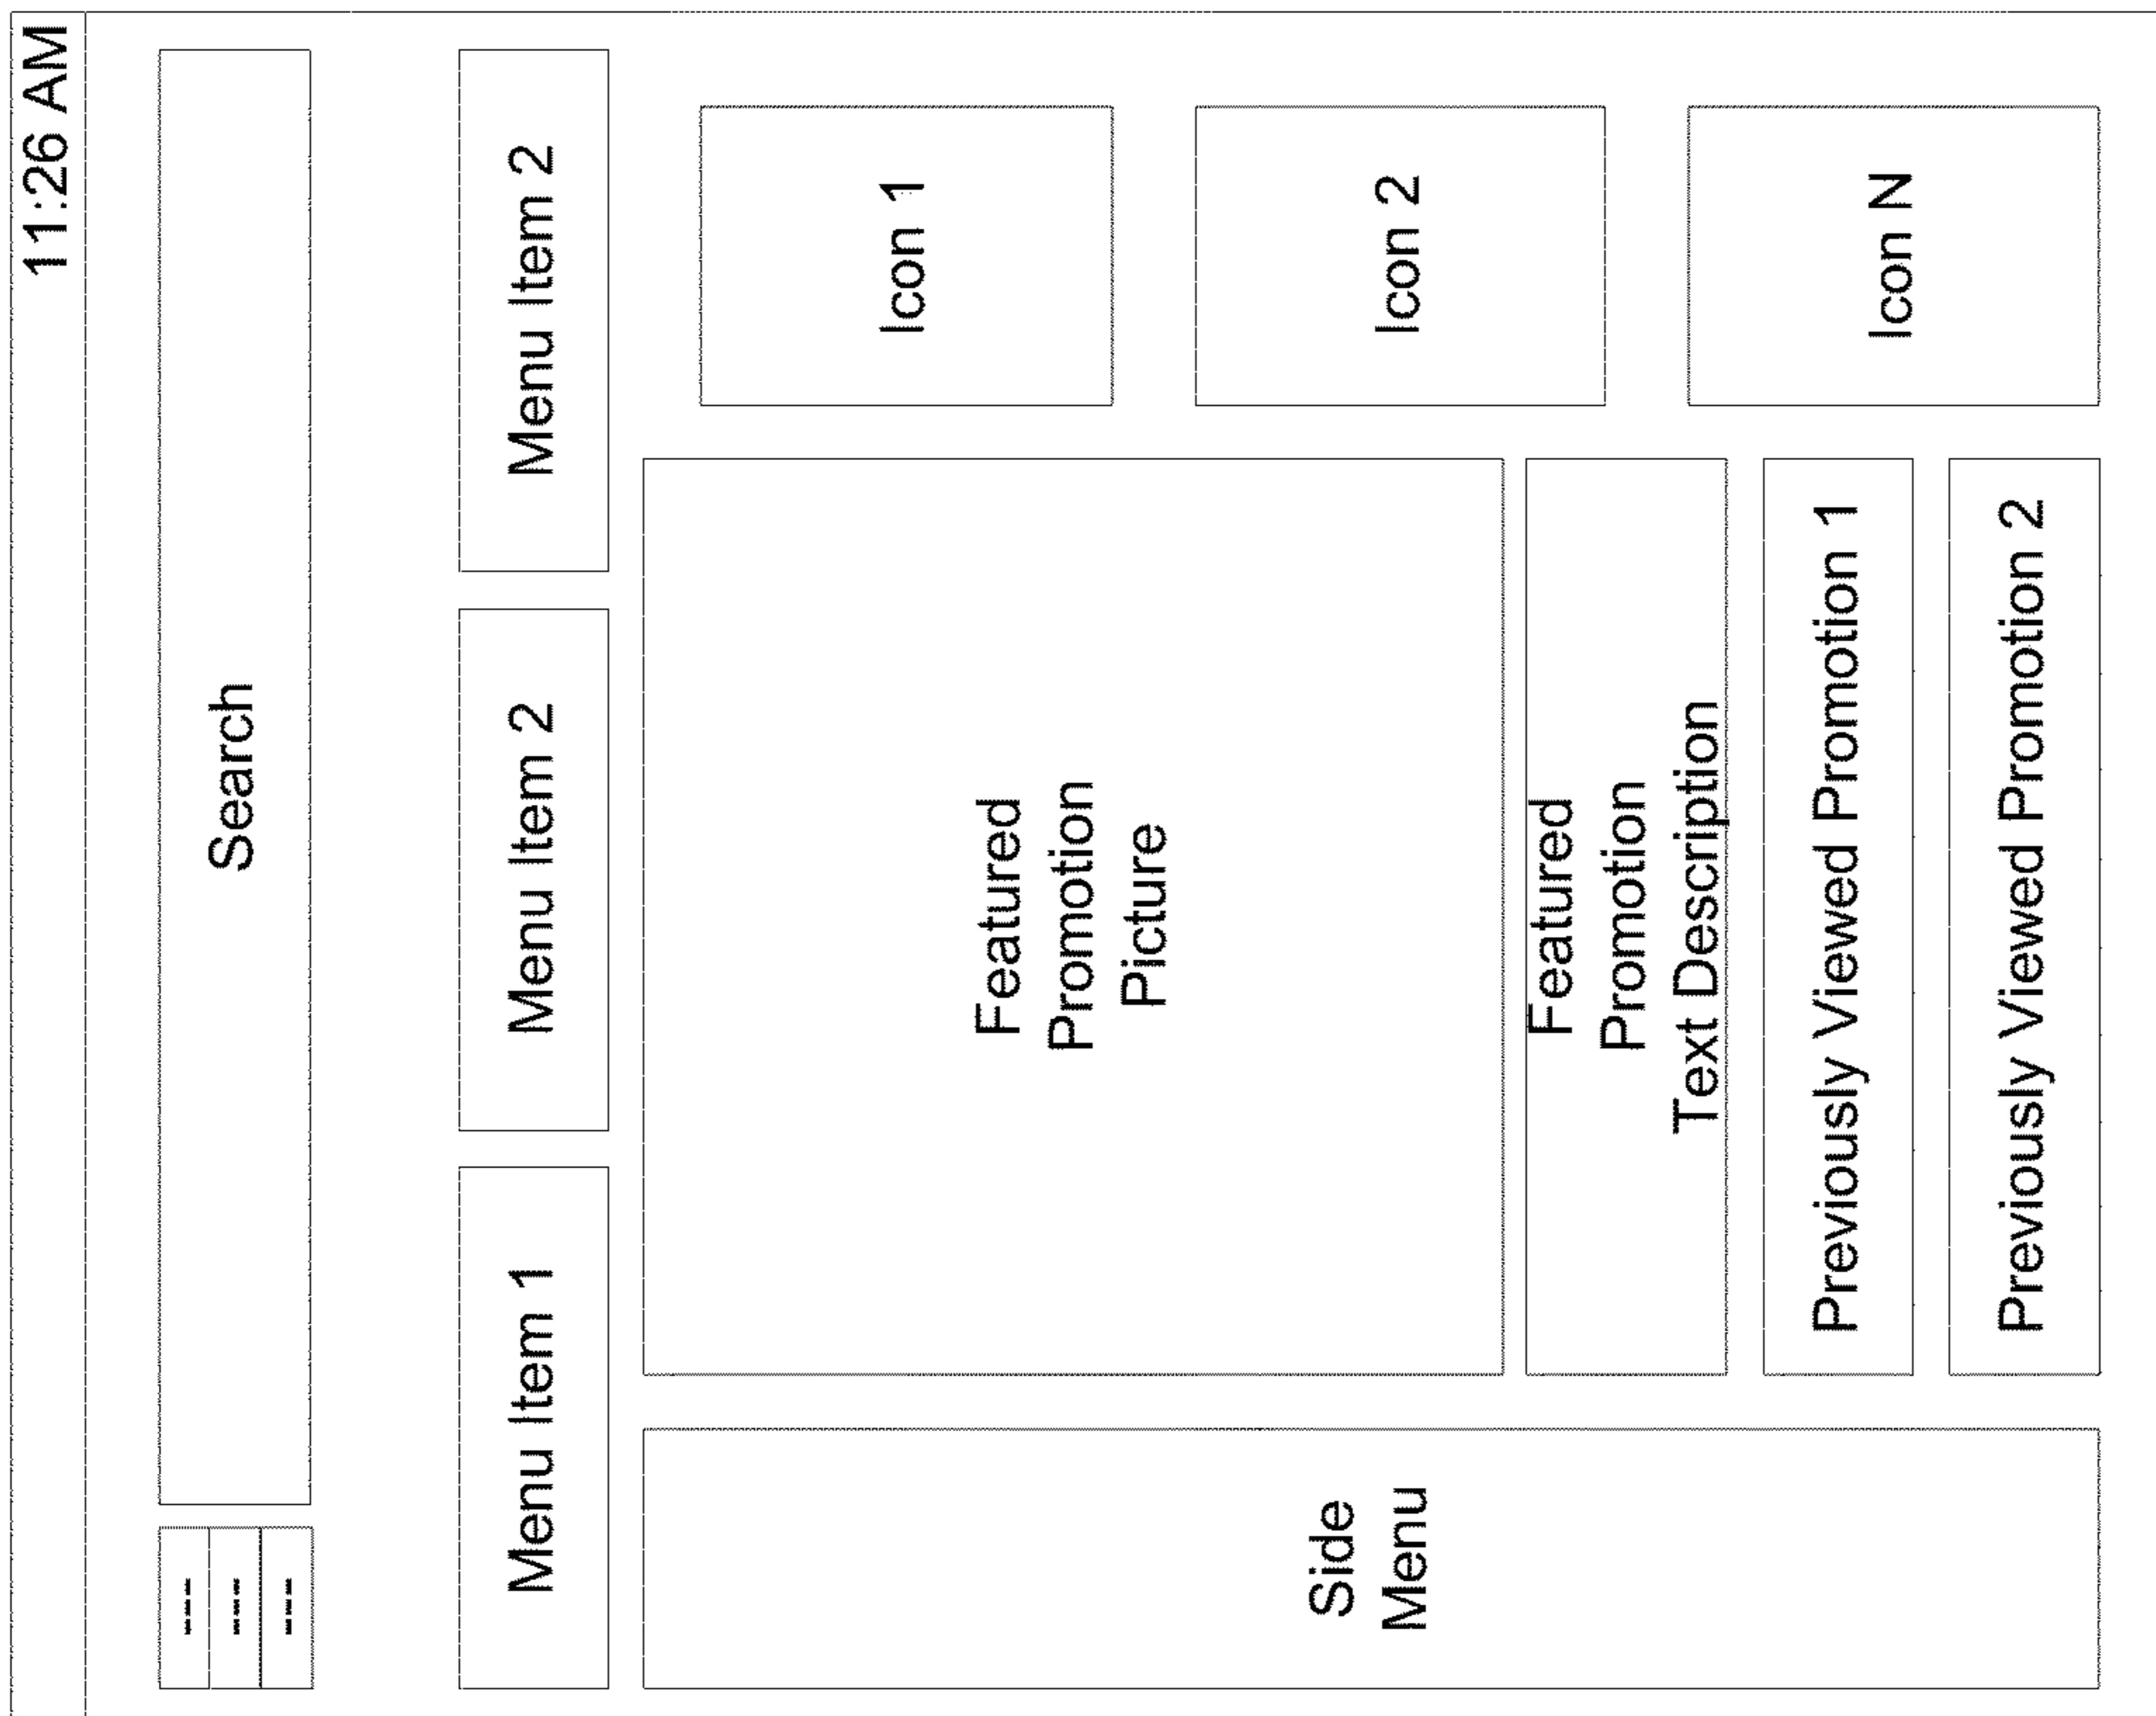 11:26 AM
---
---
---
Search
Menu Item 1
Menu Item 2
Menu Item 2
Side
Menu
Featured
Promotion
Picture
Featured
Promotion
Text Description
Previously Viewed Promotion 1
Previously Viewed Promotion 2
Icon 1
Icon 2
Icon N